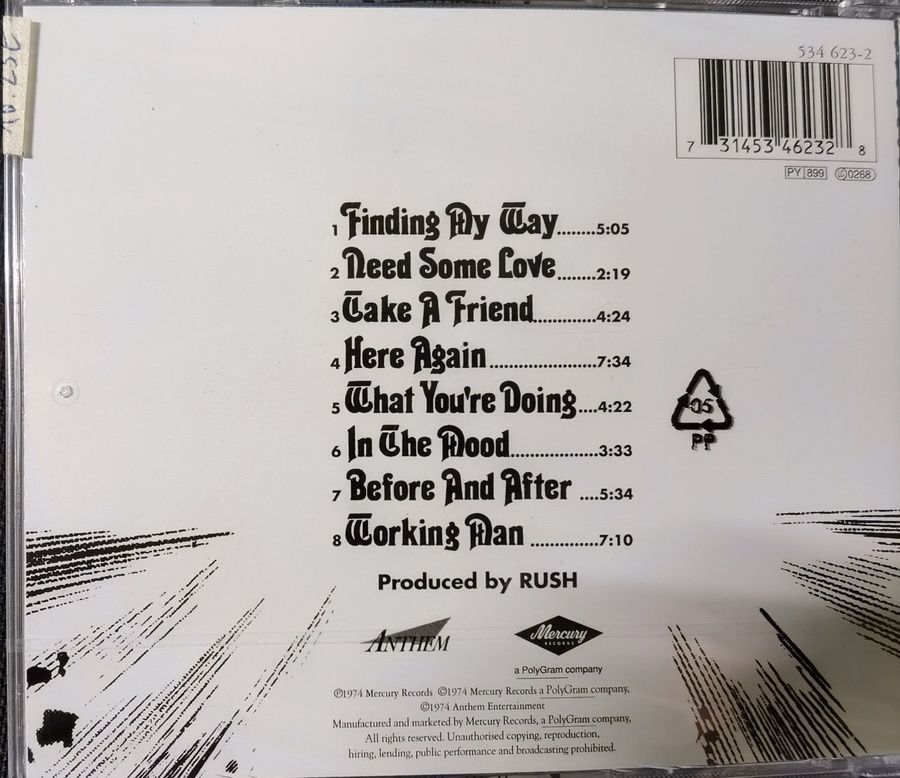 534 623-2
7 31453 46232 8
PY 899 0268
1 Finding My Way........5:05
2 Need Some Love........2:19
3 Take A Friend.............4:24
4 Here Again..............7:34
5 What You're Doing....4:22
6 In The Mood..................3:33
7 Before And After ....5:34
8 Working Man .............7:10
05
PP
Produced by RUSH
ANTHEM
Mercury
RECORDS
a PolyGram company
℗1974 Mercury Records ©1974 Mercury Records a PolyGram company,
©1974 Anthem Entertainment
Manufactured and marketed by Mercury Records, a PolyGram company,
All rights reserved. Unauthorised copying, reproduction,
hiring, lending, public performance and broadcasting prohibited.